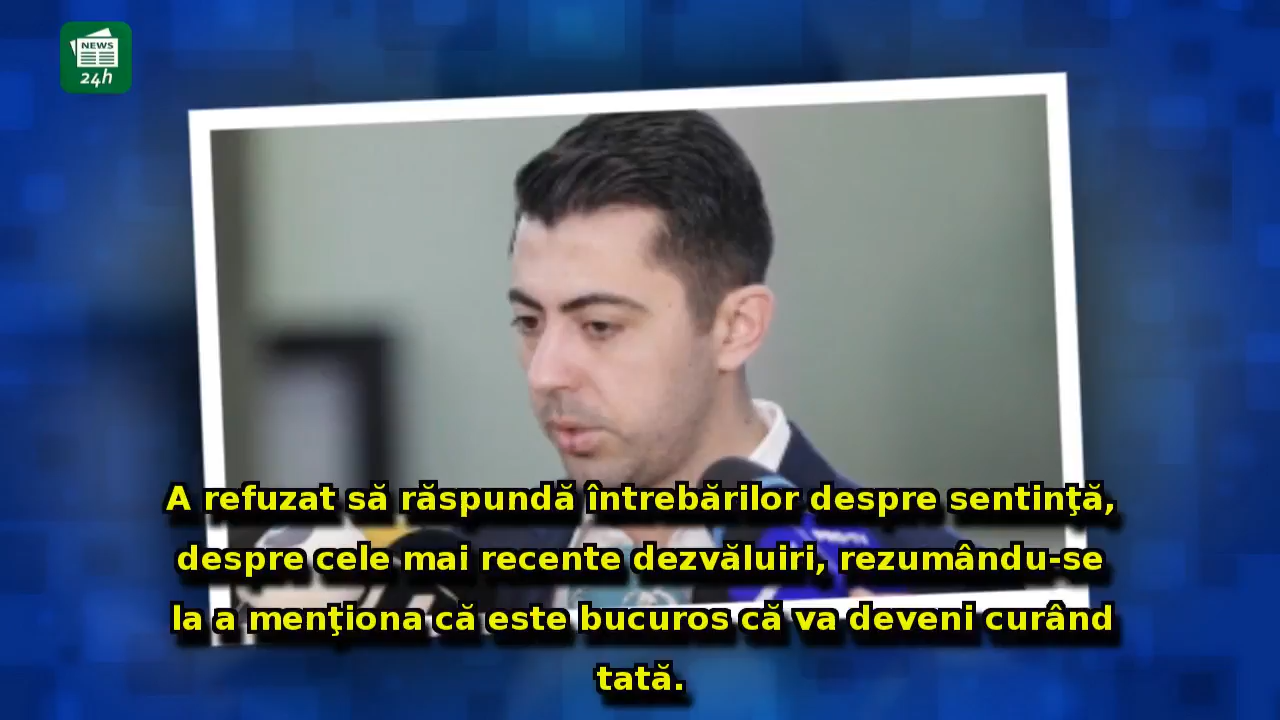 NEWS
24h
A refuzat să răspundă întrebărilor despre sentinţă,
despre cele mai recente dezvăluiri, rezumându-se
la a menţiona că este bucuros că va deveni curând
tată.